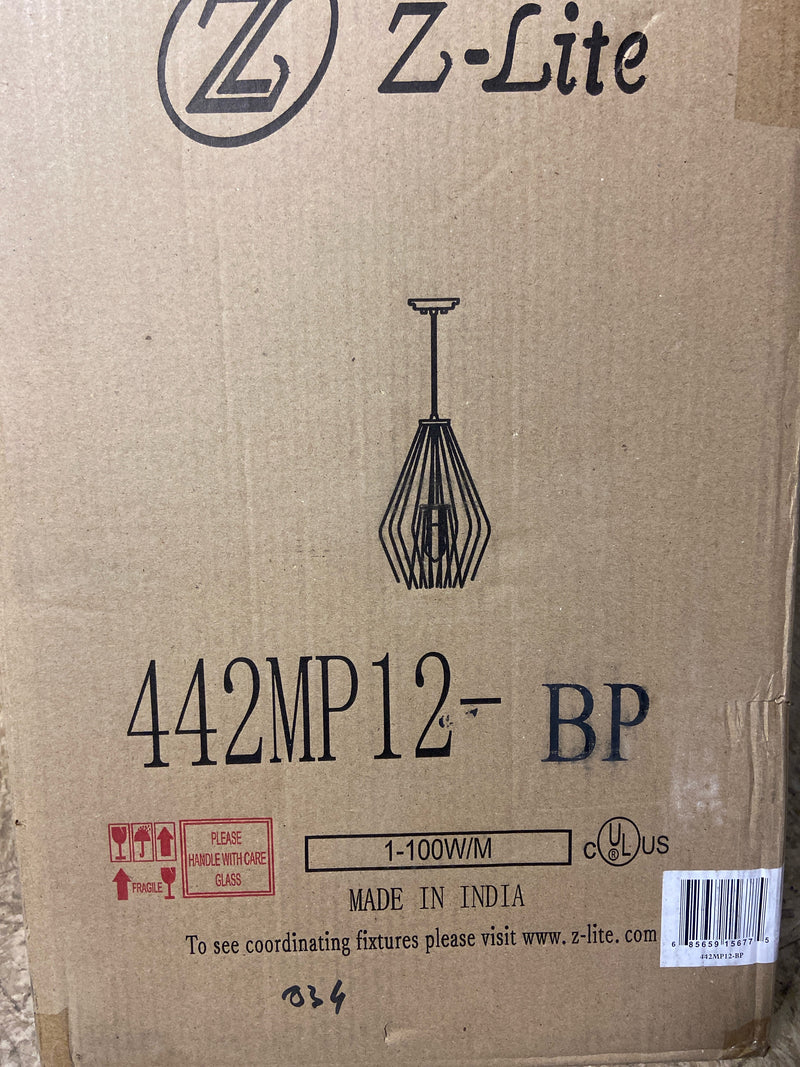 Z Z-Lite
442MP12- BP
PLEASE
HANDLE WITH CARE
GLASS
FRAGILE
1-100W/M
C UL® US
MADE IN INDIA
To see coordinating fixtures please visit www. z-lite. com
6 85659 15677 5
442MP12-BP
034